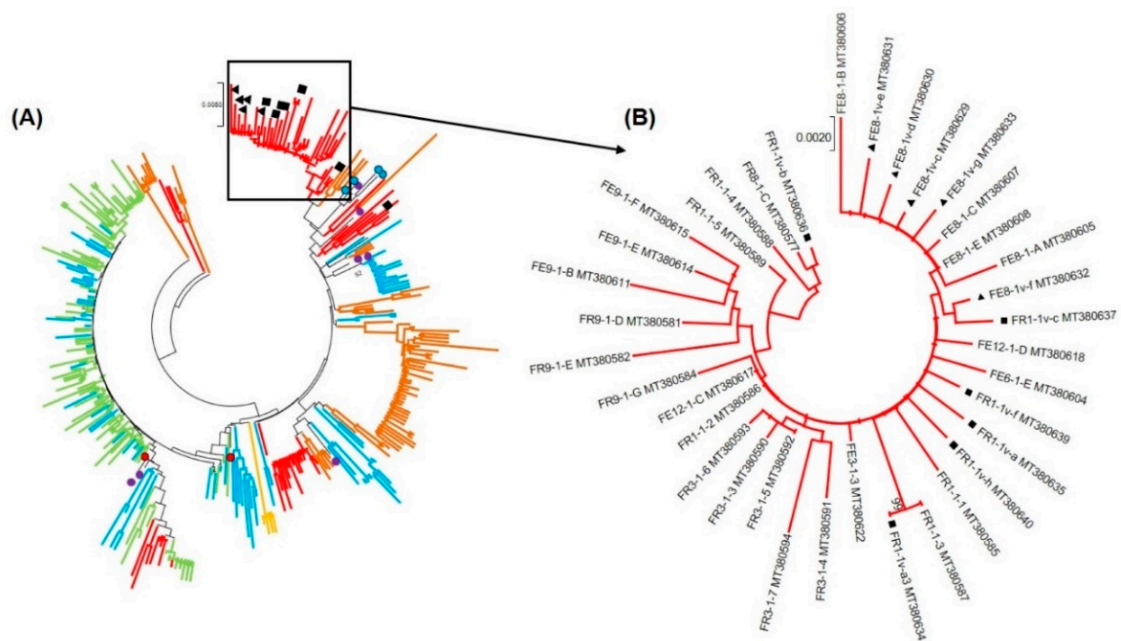 (A)
0.0050
52
(B)
0.0020
FE8-1-B MT380606
FE8-1v-e MT380631
FE8-1v-d MT380630
FE8-1v-c MT380629
FE8-1v-g MT380633
FE8-1-C MT380607
FE8-1-E MT380608
FE8-1-A MT380605
FE8-1v-f MT380632
FR1-1v-c MT380637
FE12-1-D MT380618
FE6-1-E MT380604
FR1-1v-f MT380639
FR1-1v-a MT380635
FR1-1v-h MT380640
FR1-1-1 MT380585
FR1-1-3 MT380587
99
FR1-1v-a3 MT380634
FE3-1-3 MT380622
FR3-1-4 MT380591
FR3-1-7 MT380594
FR3-1-5 MT380592
FR3-1-3 MT380590
FR3-1-6 MT380593
FR1-1-2 MT380586
FE12-1-C MT380617
FR9-1-G MT380584
FR9-1-E MT380582
FR9-1-D MT380581
FE9-1-B MT380611
FE9-1-E MT380614
FE9-1-F MT380615
FR1-1-5 MT380589
FR1-1-4 MT380588
FR8-1-C MT380577
FR1-1v-b MT380636